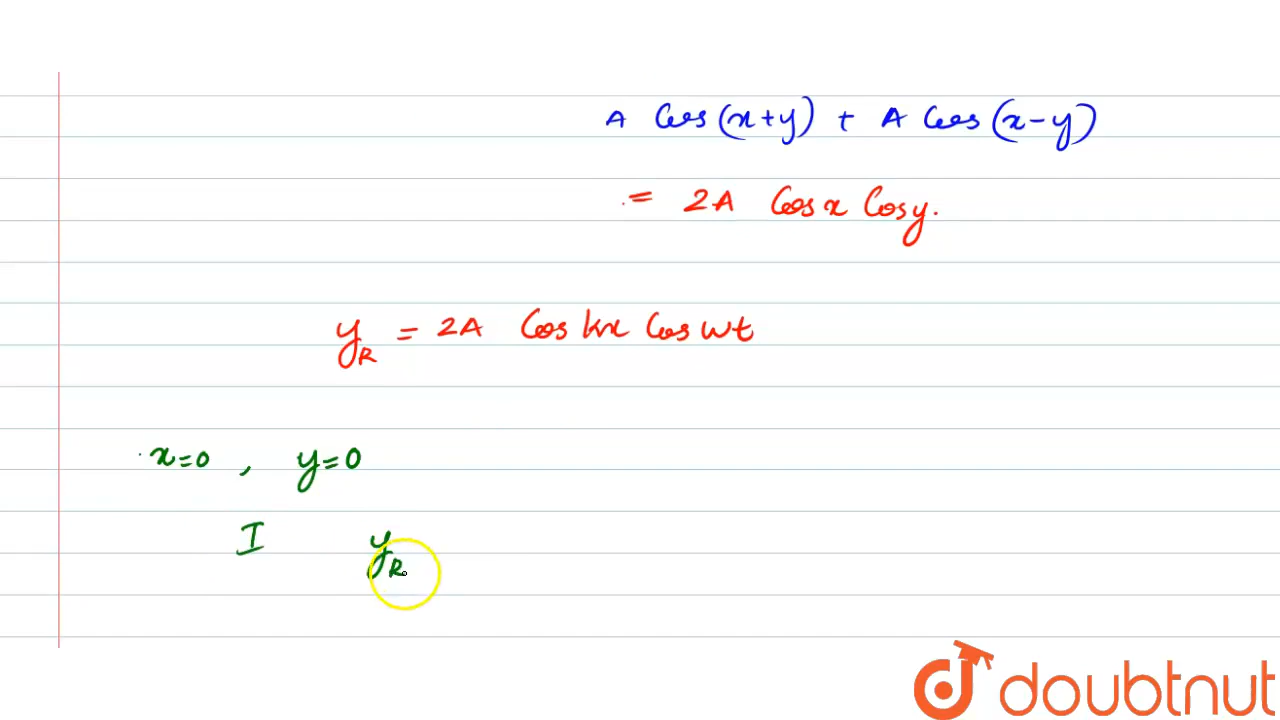 A Cos(x+y) + A Cos(x-y)
= 2A Cos x Cos y.
y_R = 2A Cos kx Cos wt
x=0 , y=0
I y_R
doubtnut